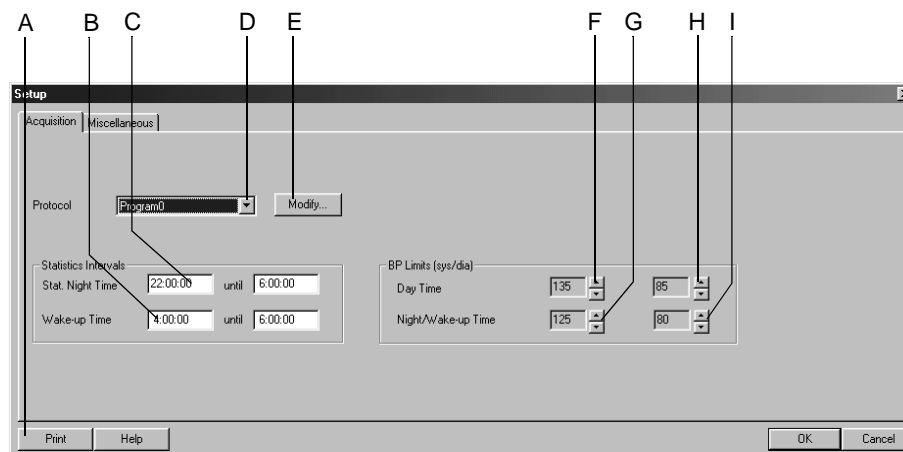 A B C D E F G H I
Setup
Acquisition Miscellaneous
Protocol Program0 Modify...
Statistics Intervals BP Limits (sys/dia)
Stat. Night Time 22:00:00 until 6:00:00 Day Time 135 85
Wake-up Time 4:00:00 until 6:00:00 Night/Wake-up Time 125 80
Print Help OK Cancel